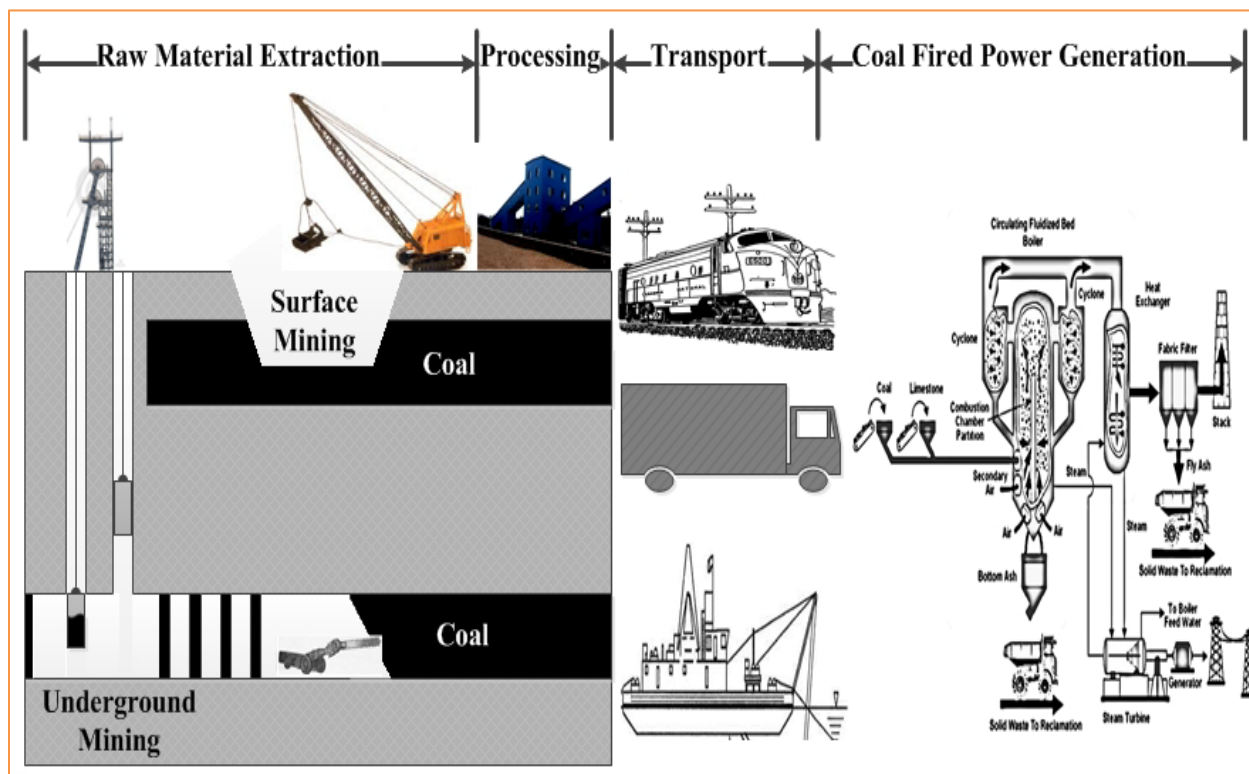 Raw Material Extraction
Processing
Transport
Coal Fired Power Generation
Surface
Mining
Coal
Coal
Underground
Mining
Circulating Fluidized Bed
Boiler
Cyclone
Cyclone
Heat
Exchanger
Fabric Filter
Stack
Coal
Limestone
Combustion
Chamber
Partition
Secondary
Air
Air
Air
Steam
Steam
Fly Ash
Solid Waste To Reclamation
Bottom Ash
To Boiler
Feed Water
Generator
Steam Turbine
Solid Waste To Reclamation